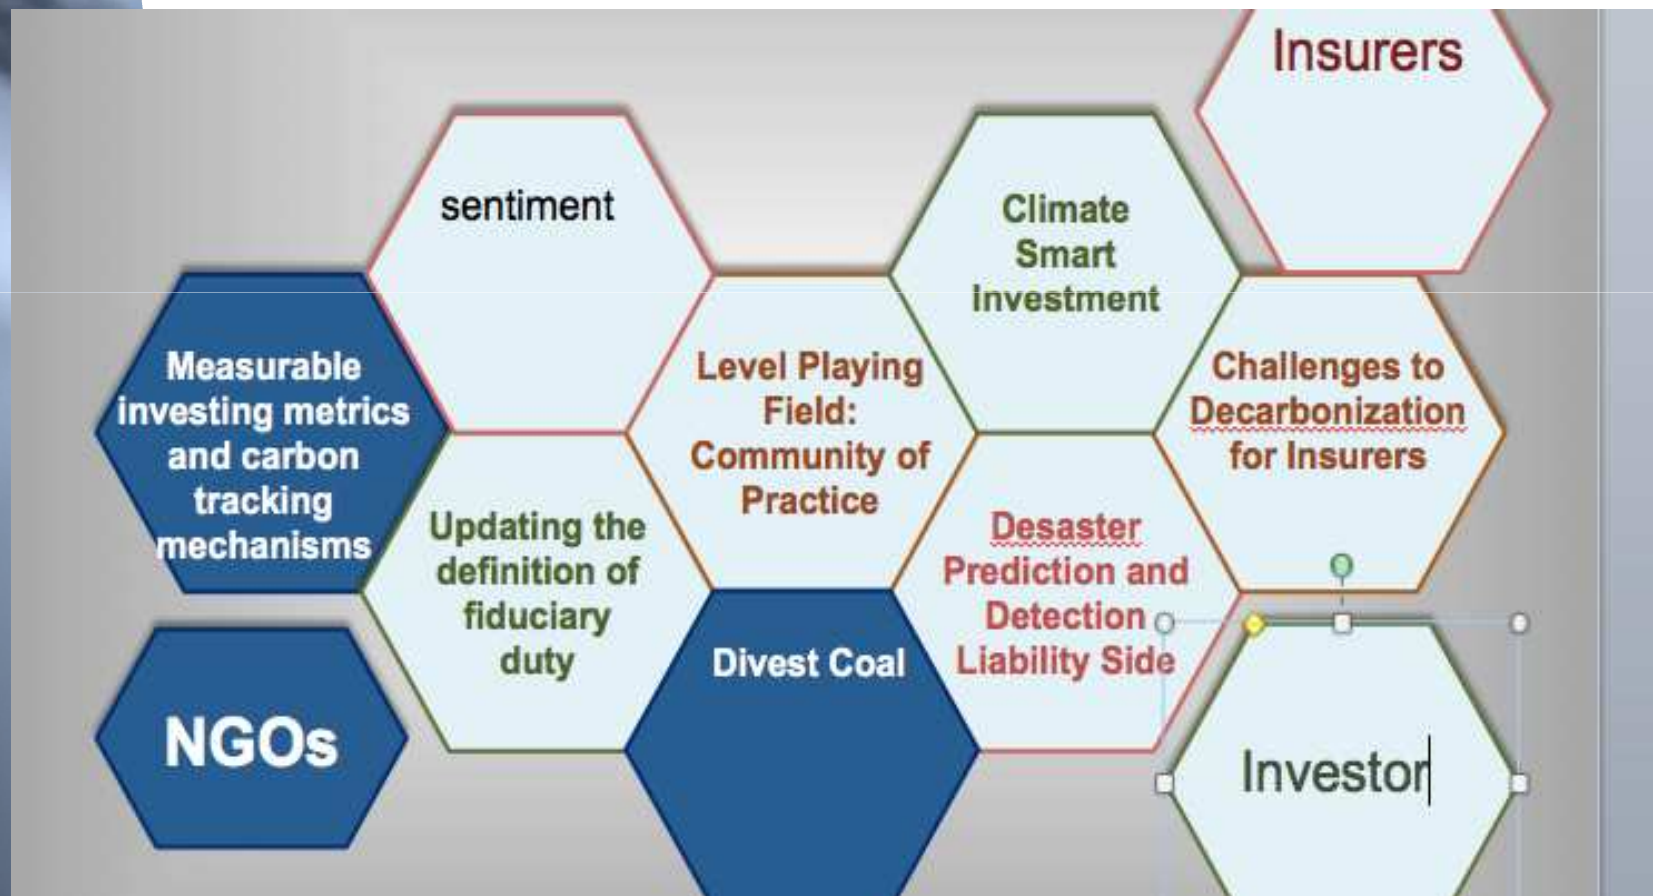 Insurers
sentiment
Climate
Smart
Investment
Measurable
investing metrics
and carbon
tracking
mechanisms
Level Playing
Field:
Community of
Practice
Challenges to
Decarbonization
for Insurers
Updating the
definition of
fiduciary
duty
Desaster
Prediction and
Detection
Liability Side
Divest Coal
NGOs
Investor